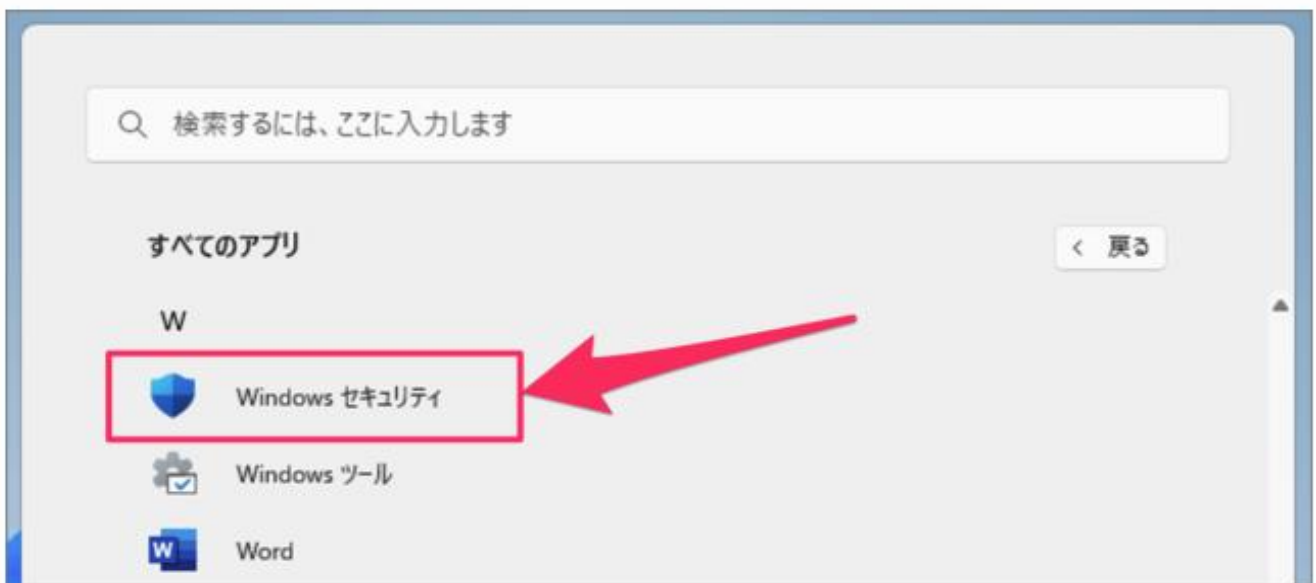 検索するには、ここに入力します
すべてのアプリ
< 戻る
W
Windows セキュリティ
Windows ツール
W
Word